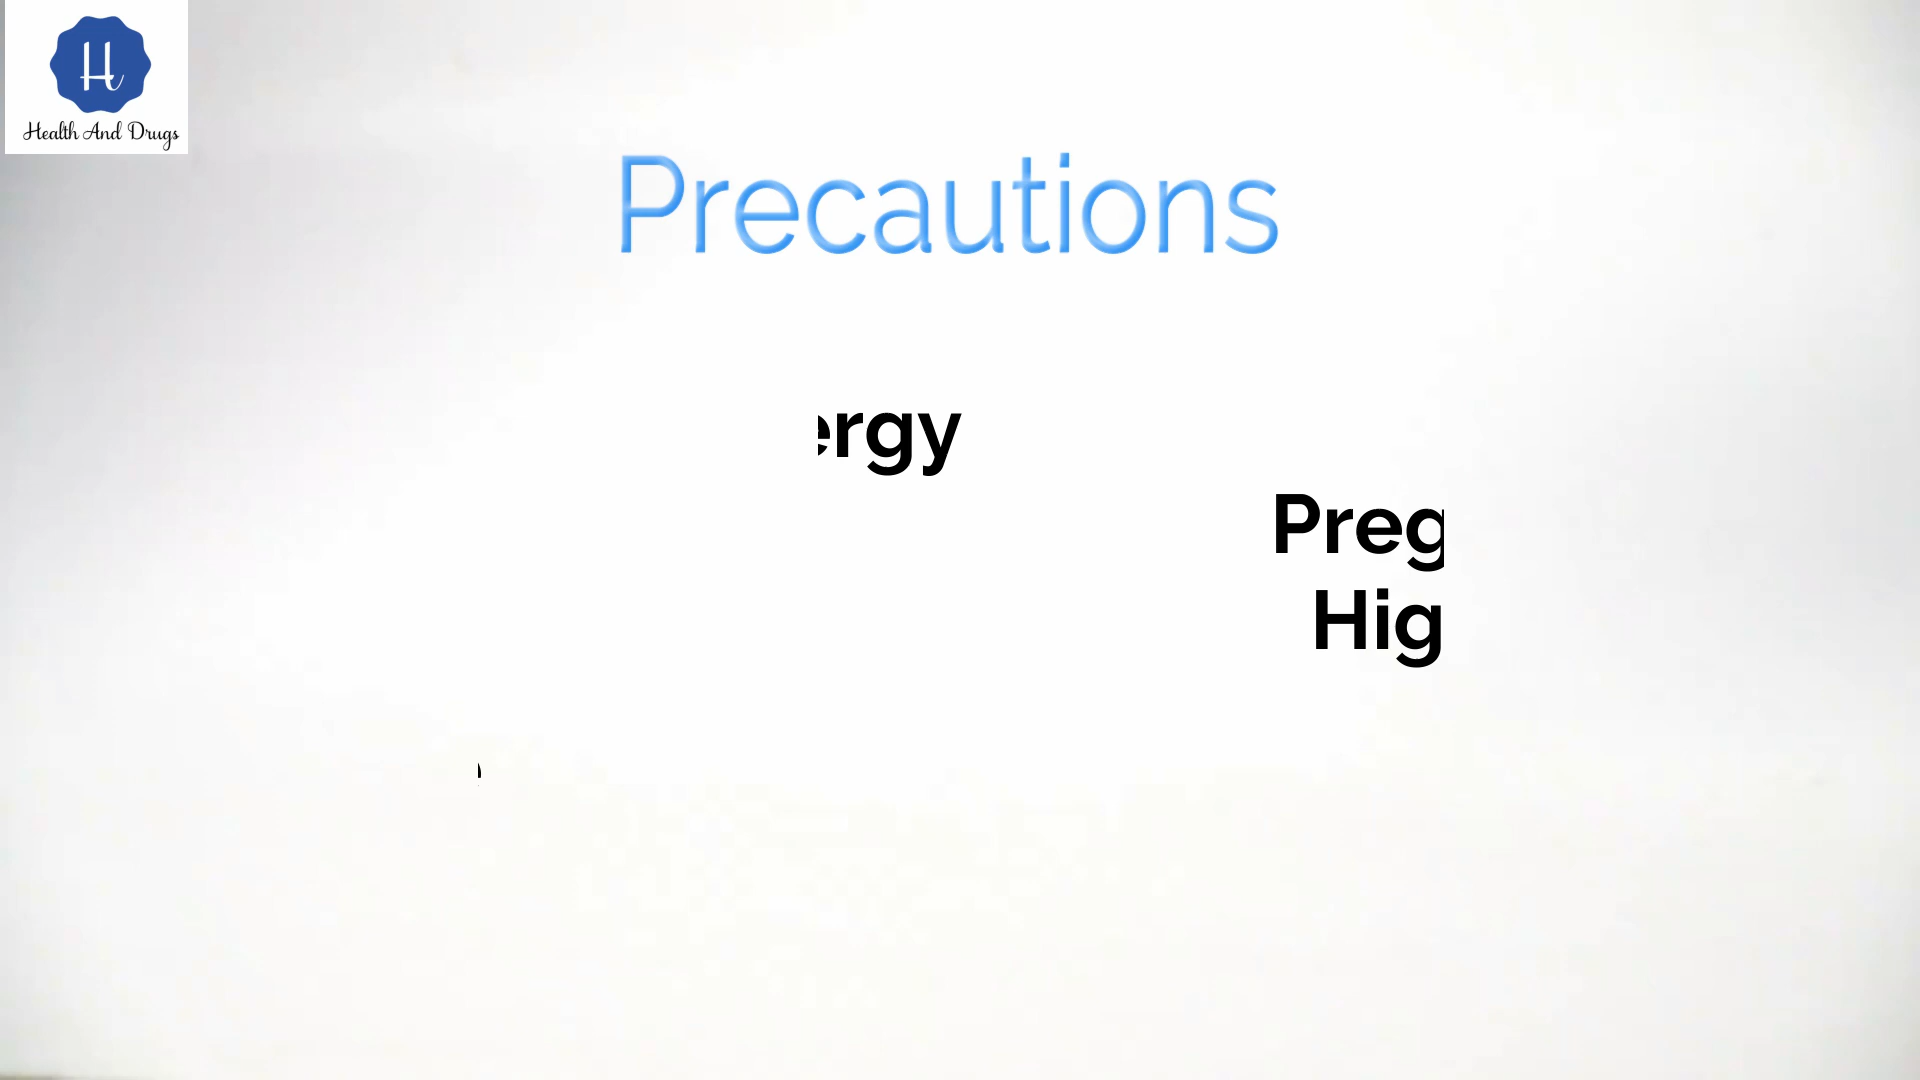 H
Health And Drugs
Precautions
ergy
Preg
Hig